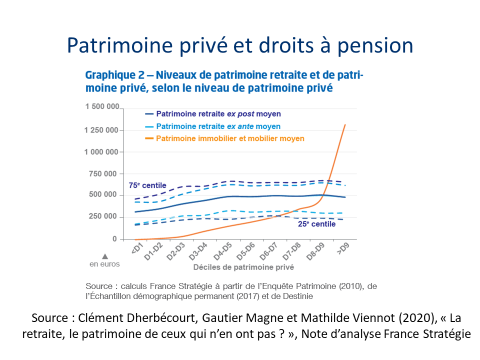 Patrimoine privé et droits à pension
Graphique 2 – Niveaux de patrimoine retraite et de patri-
moine privé, selon le niveau de patrimoine privé
1 500 000
Patrimoine retraite ex post moyen
1 250 000
Patrimoine retraite ex ante moyen
Patrimoine immobilier et mobilier moyen
1 000 000
750 000
75e centile
500 000
250 000
25e centile
0
<D1 D1-D2 D2-D3 D3-D4 D4-D5 D5-D6 D6-D7 D7-D8 D8-D9 >D9
en euros
Déciles de patrimoine privé
Source : calculs France Stratégie à partir de l'Enquête Patrimoine (2010), de
l'Échantillon démographique permanent (2017) et de Destinie
Source : Clément Dherbécourt, Gautier Magne et Mathilde Viennot (2020), « La
retraite, le patrimoine de ceux qui n'en ont pas ? », Note d'analyse France Stratégie